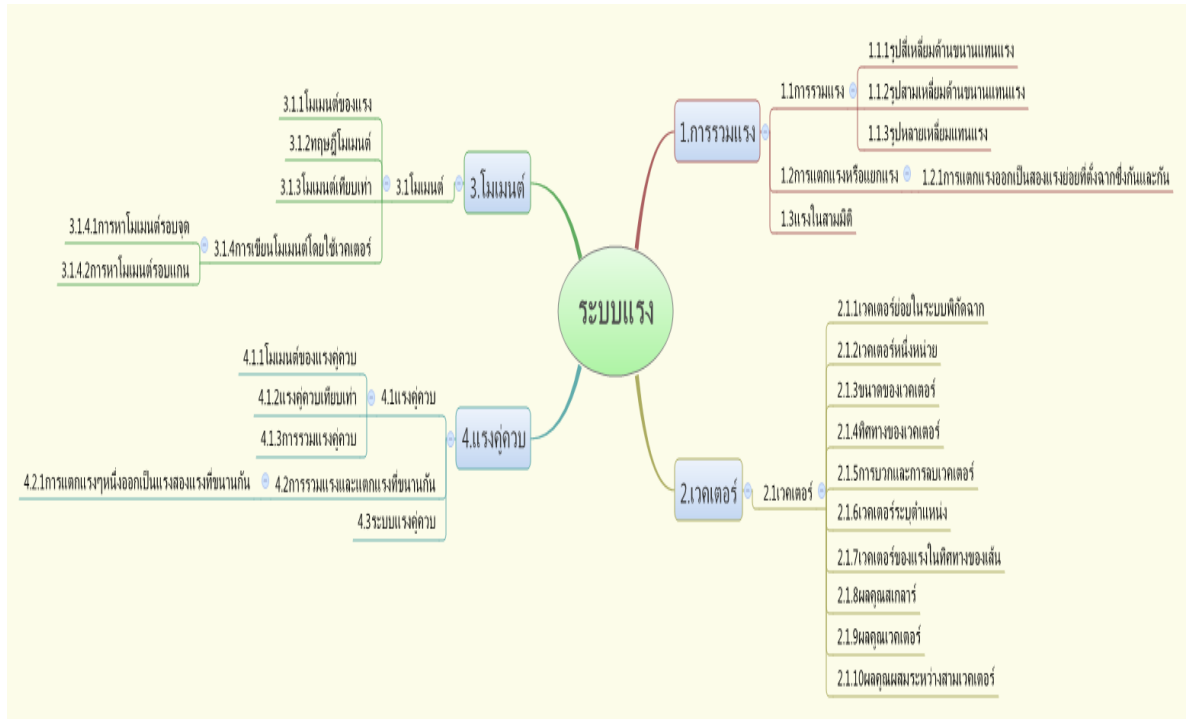 ระบบแรง
1.การรวมแรง
1.1การรวมแรง
1.1.1รูปสี่เหลี่ยมด้านขนานแทนแรง
1.1.2รูปสามเหลี่ยมด้านขนานแทนแรง
1.1.3รูปหลายเหลี่ยมแทนแรง
1.2การแตกแรงหรือแยกแรง
1.2.1การแตกแรงออกเป็นสองแรงย่อยที่ตั้งฉากซึ่งกันและกัน
1.3แรงในสามมิติ
2.เวคเตอร์
2.1เวคเตอร์
2.1.1เวคเตอร์ย่อยในระบบพิกัดฉาก
2.1.2เวคเตอร์หนึ่งหน่วย
2.1.3ขนาดของเวคเตอร์
2.1.4ทิศทางของเวคเตอร์
2.1.5การบวกและการลบเวคเตอร์
2.1.6เวคเตอร์ระบุตำแหน่ง
2.1.7เวคเตอร์ของแรงในทิศทางของเส้น
2.1.8ผลคูณสเกลาร์
2.1.9ผลคูณเวคเตอร์
2.1.10ผลคูณผสมระหว่างสามเวคเตอร์
3.โมเมนต์
3.1โมเมนต์
3.1.1โมเมนต์ของแรง
3.1.2ทฤษฎีโมเมนต์
3.1.3โมเมนต์เทียบเท่า
3.1.4การเขียนโมเมนต์โดยใช้เวคเตอร์
3.1.4.1การหาโมเมนต์รอบจุด
3.1.4.2การหาโมเมนต์รอบแกน
4.แรงคู่ควบ
4.1แรงคู่ควบ
4.1.1โมเมนต์ของแรงคู่ควบ
4.1.2แรงคู่ควบเทียบเท่า
4.1.3การรวมแรงคู่ควบ
4.2การรวมแรงและแตกแรงที่ขนานกัน
4.2.1การแตกแรงๆหนึ่งออกเป็นแรงสองแรงที่ขนานกัน
4.3ระบบแรงคู่ควบ